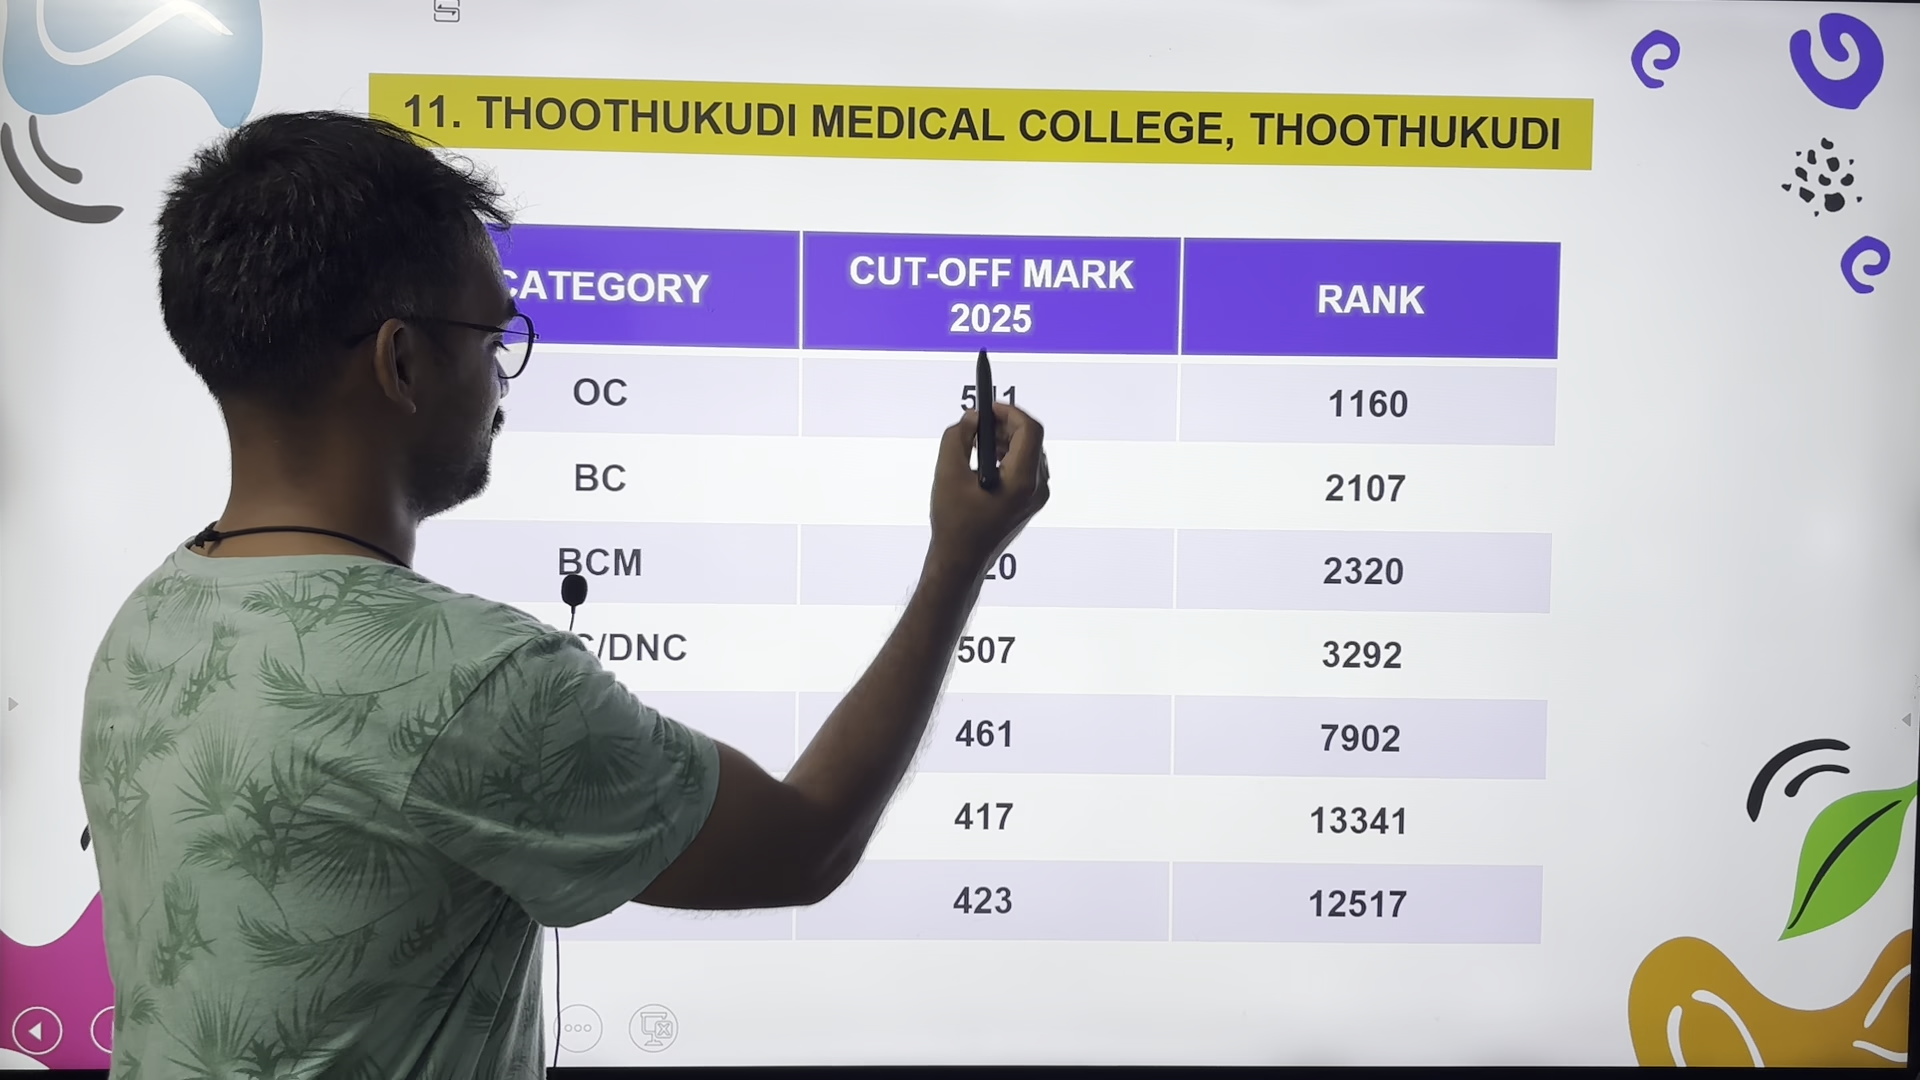 11. THOOTHUKUDI MEDICAL COLLEGE, THOOTHUKUDI
CATEGORY
CUT-OFF MARK
2025
RANK
OC
1160
BC
2107
BCM
2320
/DNC
507
3292
461
7902
417
13341
423
12517